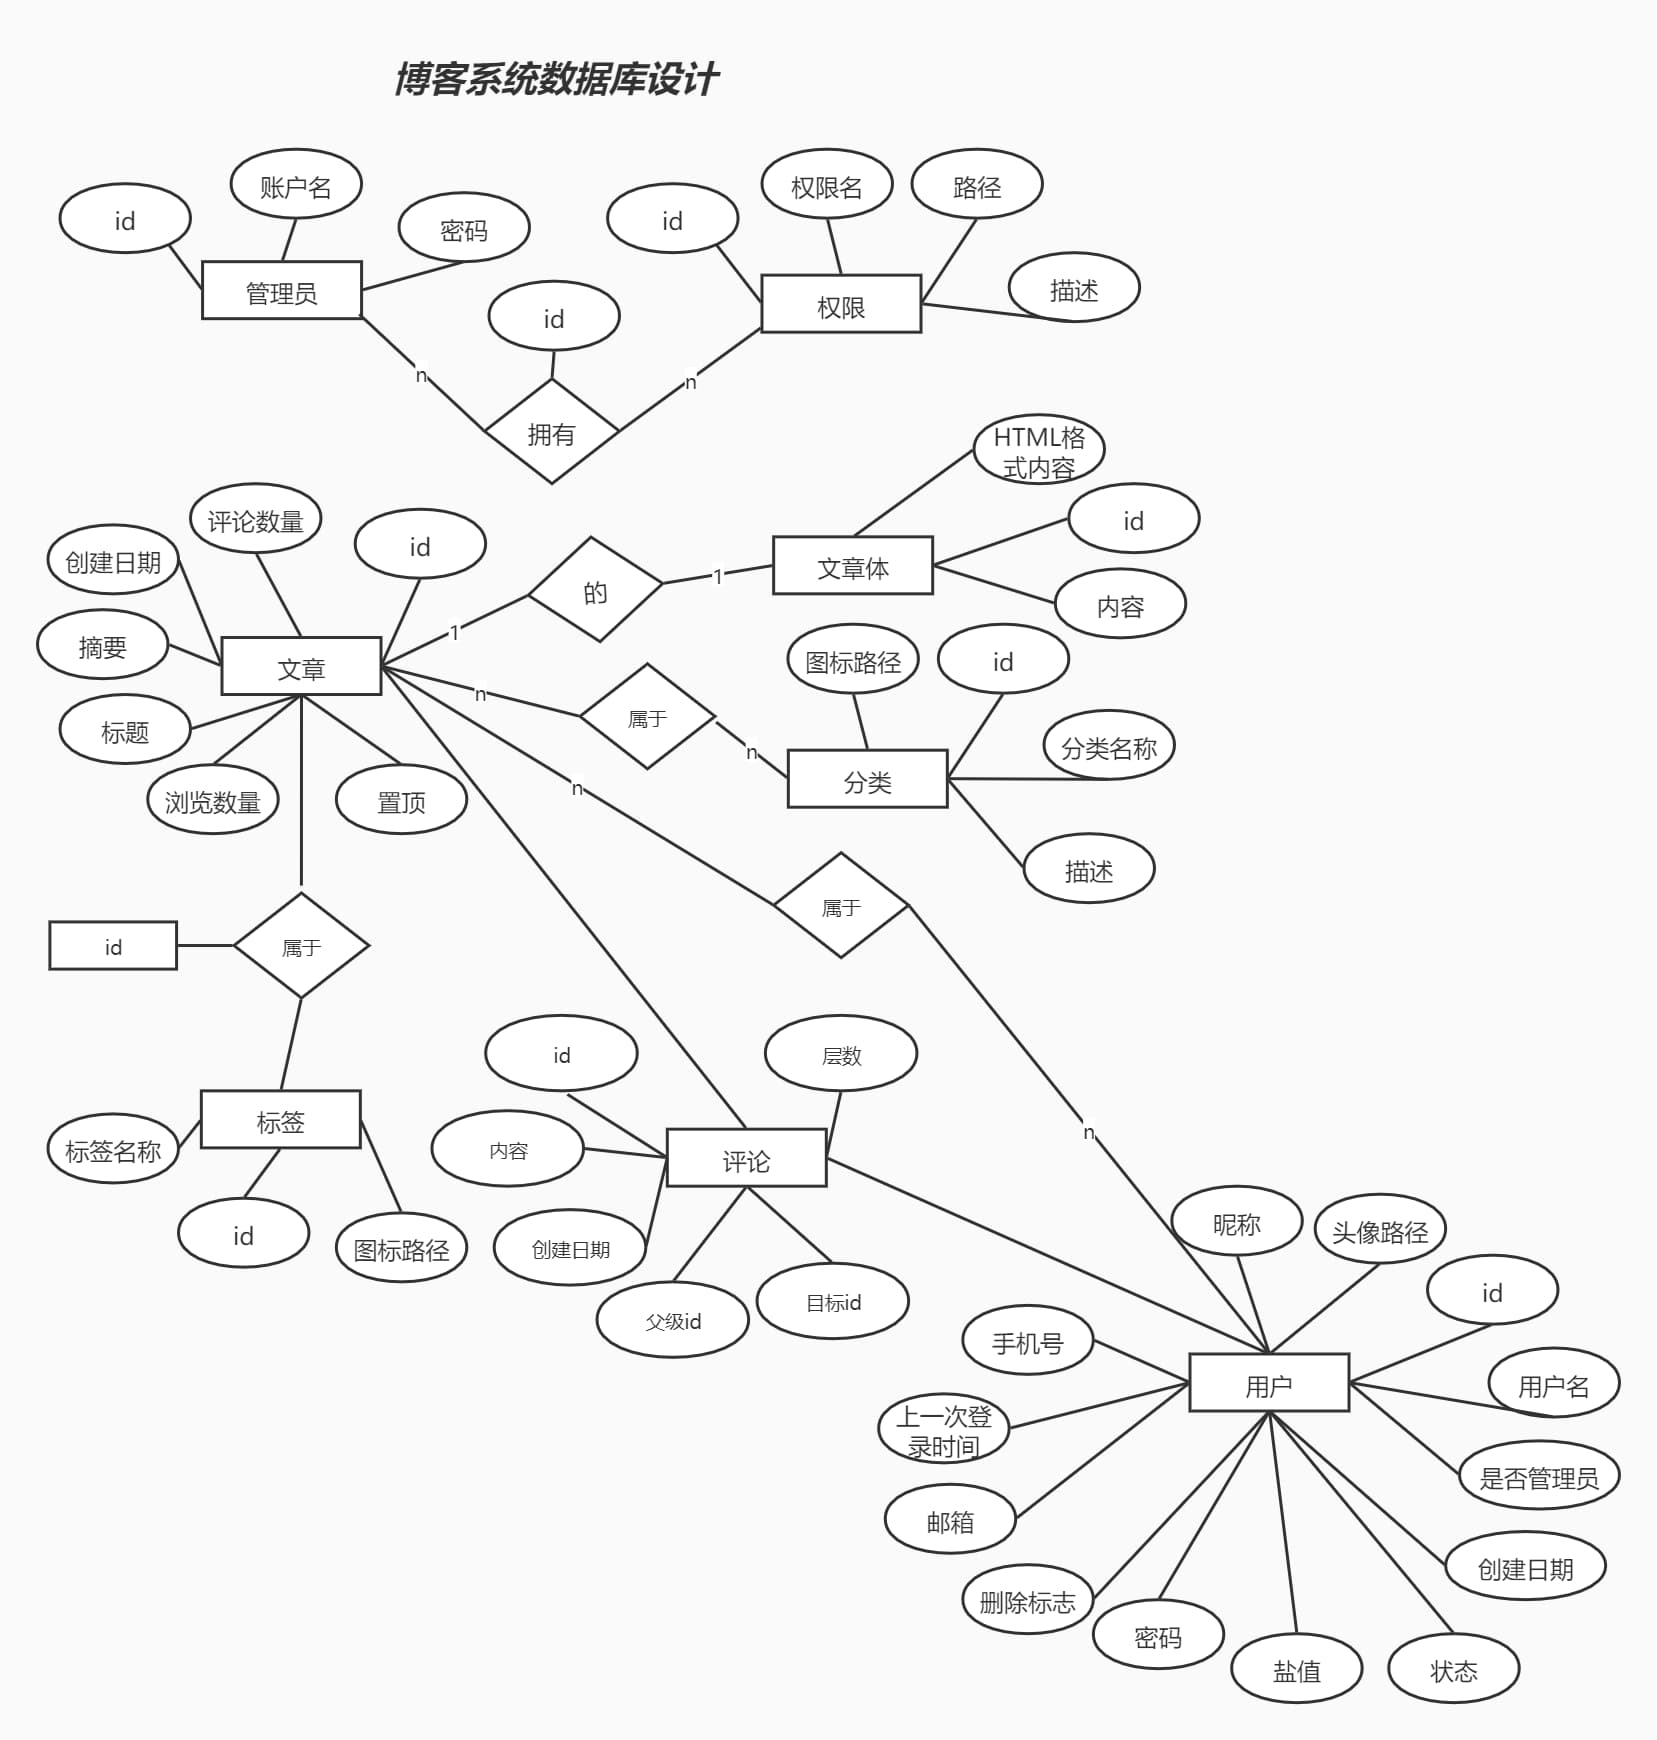 博客系统数据库设计
id
账户名
密码
管理员
id
权限名
路径
描述
权限
id
n
n
拥有
HTML格
式内容
id
内容
文章体
创建日期
评论数量
id
摘要
文章
标题
浏览数量
置顶
1
的
1
n
属于
n
图标路径
id
分类名称
分类
描述
n
属于
n
id
属于
标签
标签名称
id
图标路径
id
层数
内容
评论
创建日期
父级id
目标id
昵称
头像路径
id
手机号
用户
用户名
上一次登
录时间
是否管理员
邮箱
创建日期
删除标志
密码
盐值
状态